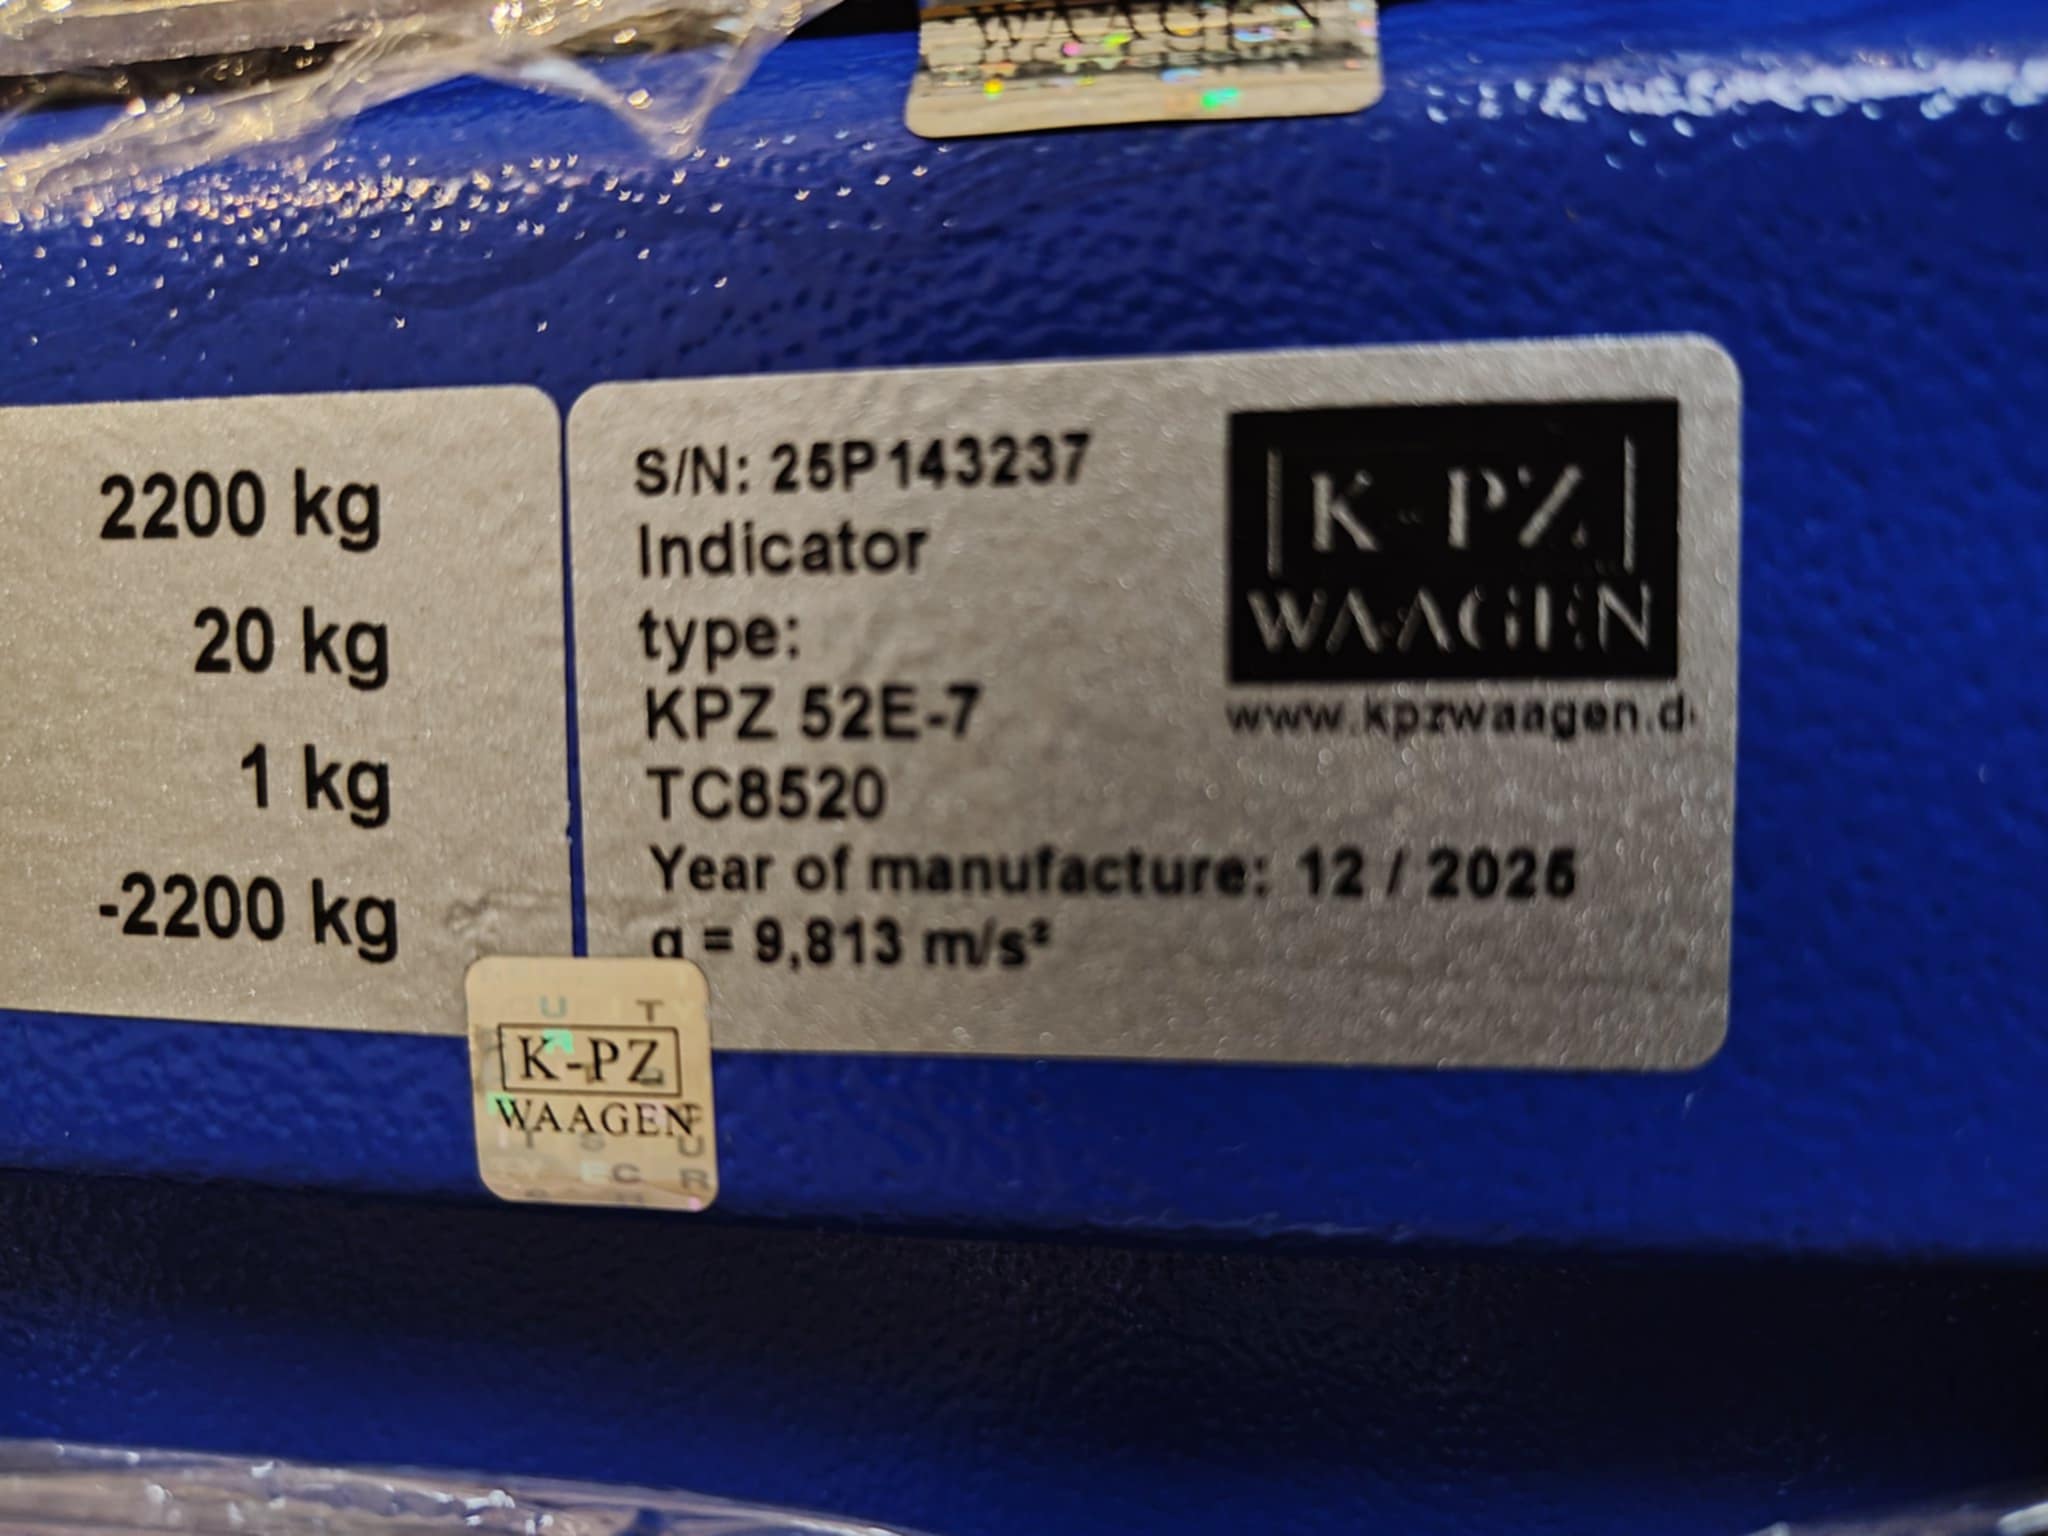 WAAGEN
2200 kg
20 kg
1 kg
-2200 kg
S/N: 25P143237
Indicator
type:
KPZ 52E-7
TC8520
Year of manufacture: 12 / 2025
g = 9,813 m/s²
K-PZ
WAAGEN
www.kpzwaagen.d
K-PZ
WAAGEN